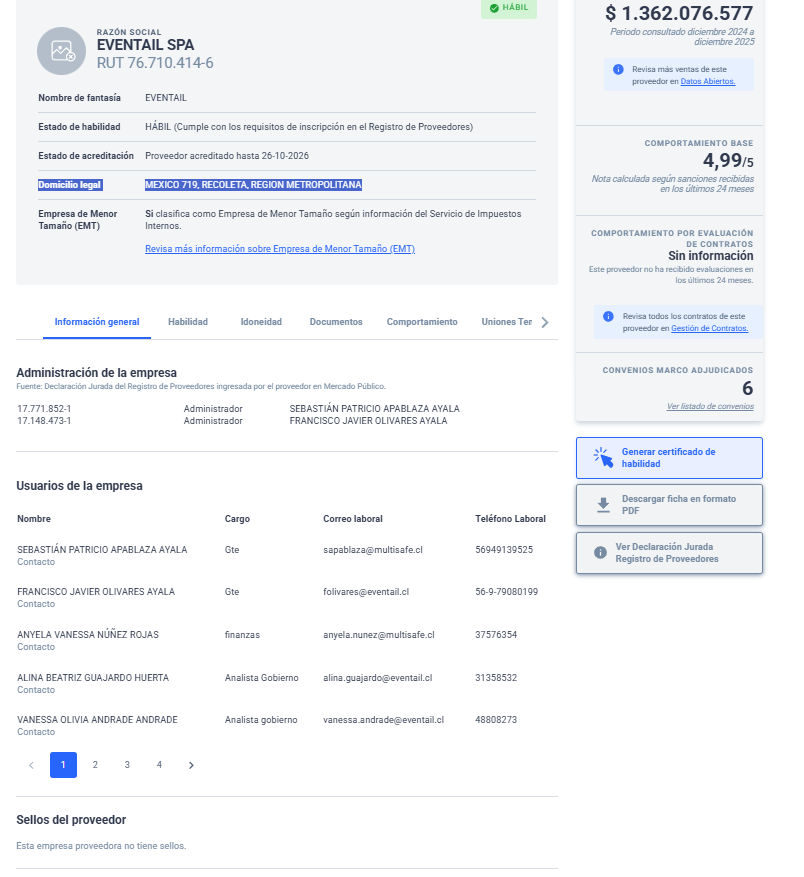 HÁBIL
RAZÓN SOCIAL
EVENTAIL SPA
RUT 76.710.414-6
Nombre de fantasía EVENTAIL
Estado de habilidad HÁBIL (Cumple con los requisitos de inscripción en el Registro de Proveedores)
Estado de acreditación Proveedor acreditado hasta 26-10-2026
Domicilio legal MEXICO 719, RECOLETA, REGION METROPOLITANA
Empresa de Menor
Tamaño (EMT)
Sí clasifica como Empresa de Menor Tamaño según información del Servicio de Impuestos
Internos.
Revisa más información sobre Empresa de Menor Tamaño (EMT)
Información general Habilidad Idoneidad Documentos Comportamiento Uniones Ter
Administración de la empresa
Fuente: Declaración Jurada del Registro de Proveedores ingresada por el proveedor en Mercado Público.
17.771.852-1 Administrador SEBASTIÁN PATRICIO APABLAZA AYALA
17.148.473-1 Administrador FRANCISCO JAVIER OLIVARES AYALA
Usuarios de la empresa
Nombre Cargo Correo laboral Teléfono Laboral
SEBASTIÁN PATRICIO APABLAZA AYALA Gte sapablaza@multisafe.cl 56949139525
Contacto
FRANCISCO JAVIER OLIVARES AYALA Gte folivares@eventail.cl 56-9-79080199
Contacto
ANYELA VANESSA NÚÑEZ ROJAS finanzas anyela.nunez@multisafe.cl 37576354
Contacto
ALINA BEATRIZ GUAJARDO HUERTA Analista Gobierno alina.guajardo@eventail.cl 31358532
Contacto
VANESSA OLIVIA ANDRADE ANDRADE Analista gobierno vanessa.andrade@eventail.cl 48808273
Contacto
1 2 3 4
Sellos del proveedor
Esta empresa proveedora no tiene sellos.
$ 1.362.076.577
Periodo consultado diciembre 2024 a
diciembre 2025
Revisa más ventas de este
proveedor en Datos Abiertos.
COMPORTAMIENTO BASE
4,99/5
Nota calculada según sanciones recibidas
en los últimos 24 meses
COMPORTAMIENTO POR EVALUACIÓN
DE CONTRATOS
Sin información
Este proveedor no ha recibido evaluaciones en
los últimos 24 meses.
Revisa todos los contratos de este
proveedor en Gestión de Contratos.
CONVENIOS MARCO ADJUDICADOS
6
Ver listado de convenios
Generar certificado de
habilidad
Descargar ficha en formato
PDF
Ver Declaración Jurada
Registro de Proveedores